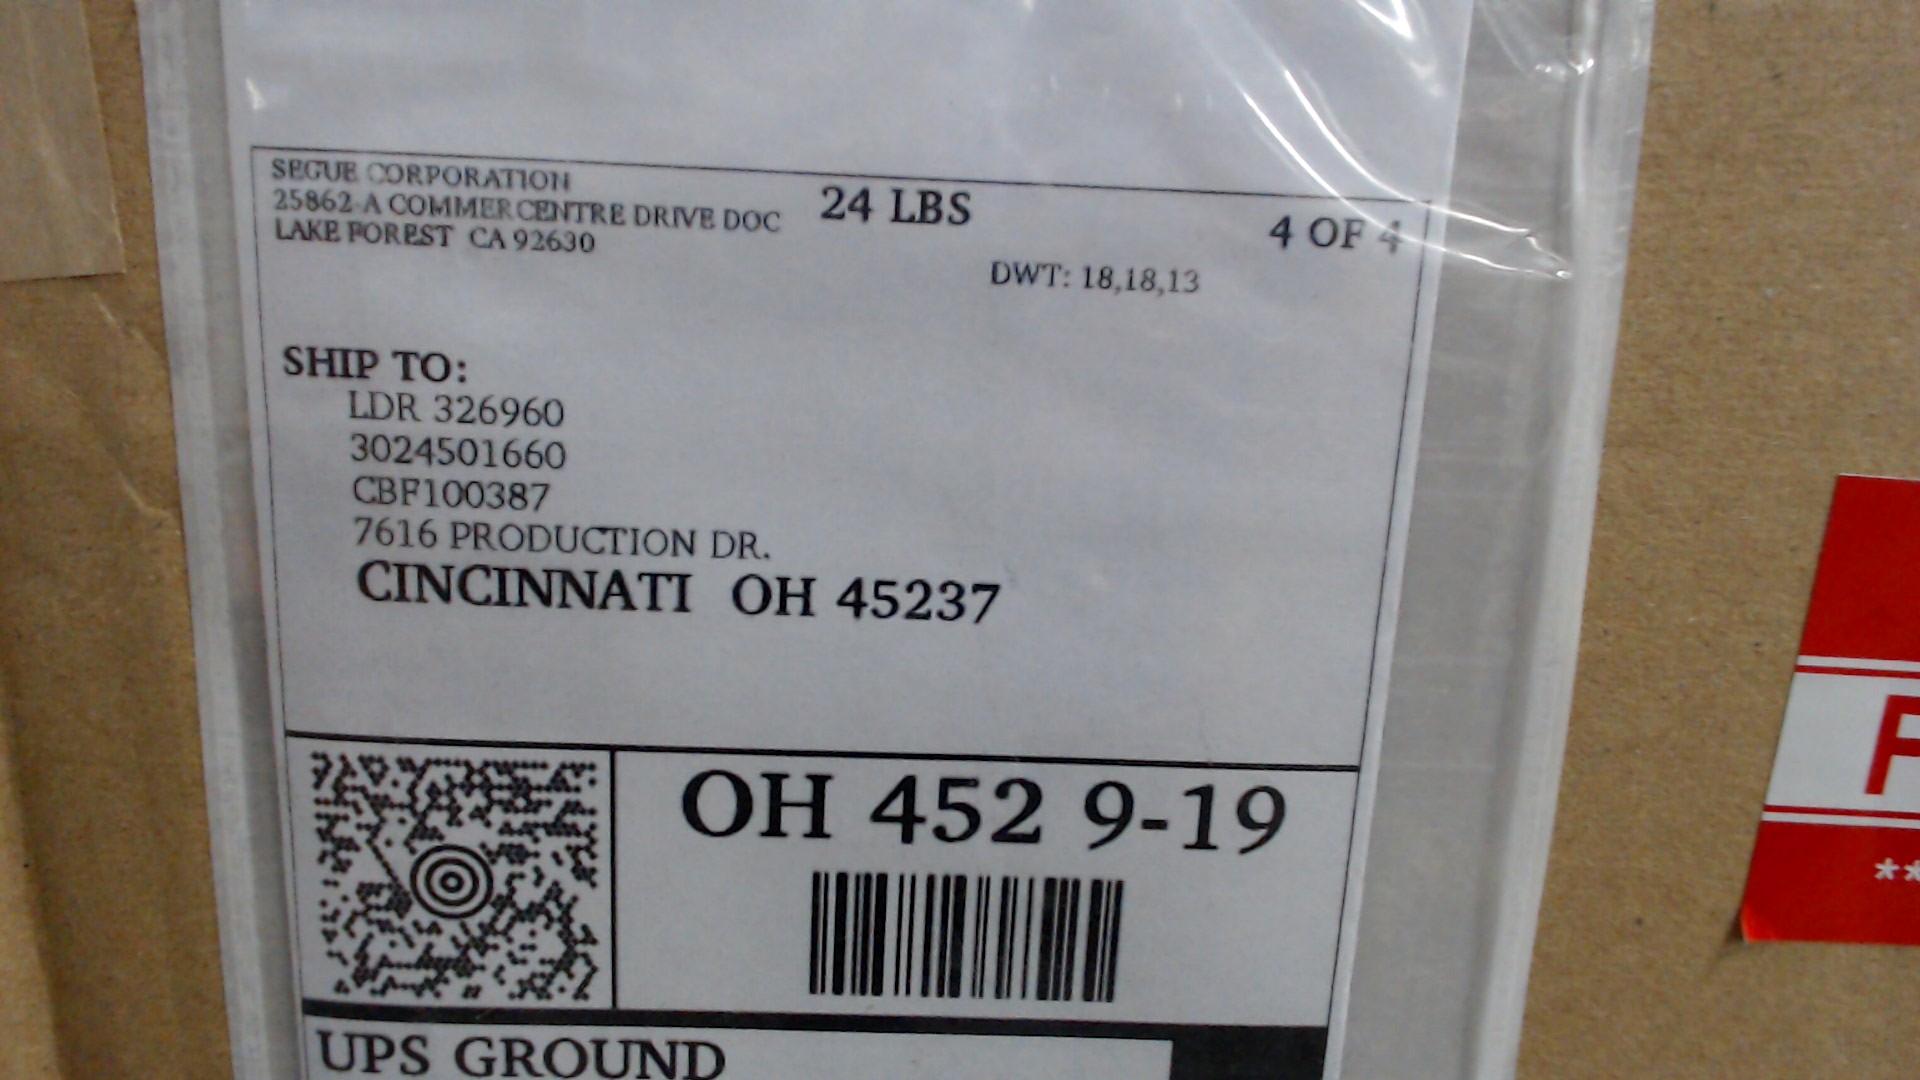 SEGUE CORPORATION
25862-A COMMERCENTRE DRIVE DOC
LAKE FOREST CA 92630
24 LBS
4 OF 4
DWT: 18,18,13
SHIP TO:
LDR 326960
3024501660
CBF100387
7616 PRODUCTION DR.
CINCINNATI OH 45237
OH 452 9-19
UPS GROUND
F
**